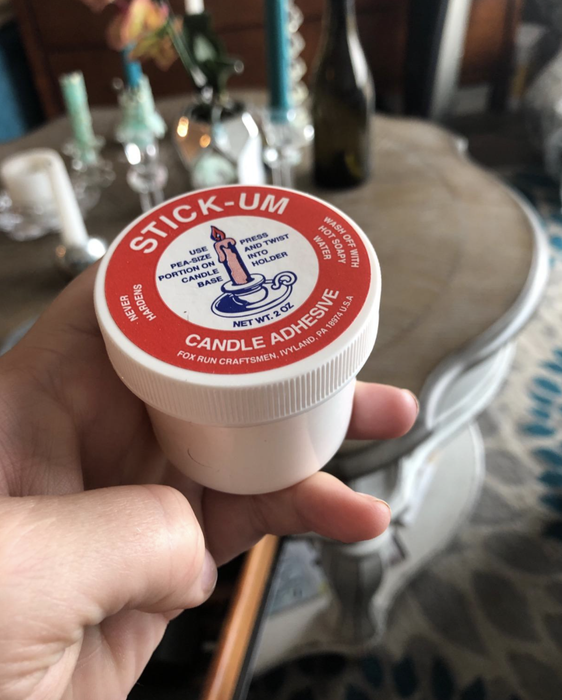 STICK-UM
USE
PEA-SIZE
PORTION ON
CANDLE
BASE
PRESS
AND TWIST
INTO
HOLDER
NET WT. 2 OZ
WASH OFF WITH
HOT SOAPY
WATER
NEVER
HARDENS
CANDLE ADHESIVE
FOX RUN CRAFTSMEN, IVYLAND, PA 18974 U.S.A